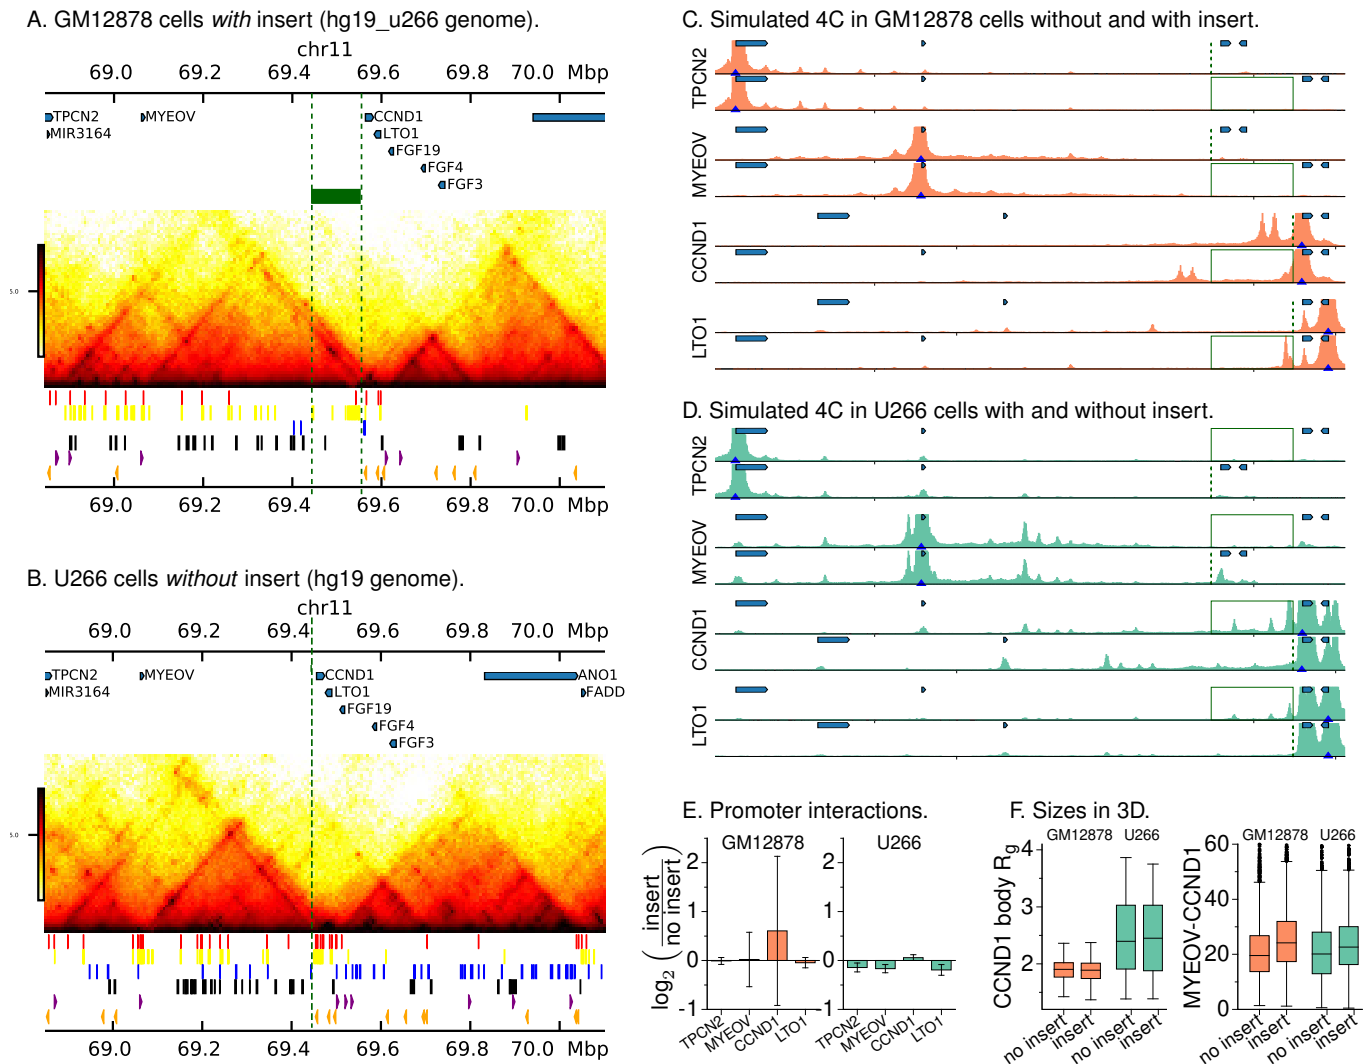 A. GM12878 cells with insert (hg19_u266 genome).
chr11
69.0 69.2 69.4 69.6 69.8 70.0 Mbp
TPCN2 MYEOV CCND1
MIR3164 LTO1
FGF19
FGF4
FGF3
5.0
69.0 69.2 69.4 69.6 69.8 70.0 Mbp
B. U266 cells without insert (hg19 genome).
chr11
69.0 69.2 69.4 69.6 69.8 70.0 Mbp
TPCN2 MYEOV CCND1 ANO1
MIR3164 LTO1 FADD
FGF19
FGF4
FGF3
5.0
69.0 69.2 69.4 69.6 69.8 70.0 Mbp
C. Simulated 4C in GM12878 cells without and with insert.
TPCN2
MYEOV
CCND1
LTO1
D. Simulated 4C in U266 cells with and without insert.
TPCN2
MYEOV
CCND1
LTO1
E. Promoter interactions.
GM12878 U266
log2 (insert / no insert)
2
1
0
-1
2
1
0
-1
TPCN2 MYEOV CCND1 LTO1 TPCN2 MYEOV CCND1 LTO1
F. Sizes in 3D.
GM12878 U266
CCND1 body Rg
4
3
2
no insert insert no insert insert
GM12878 U266
MYEOV-CCND1
60
40
20
0
no insert insert no insert insert